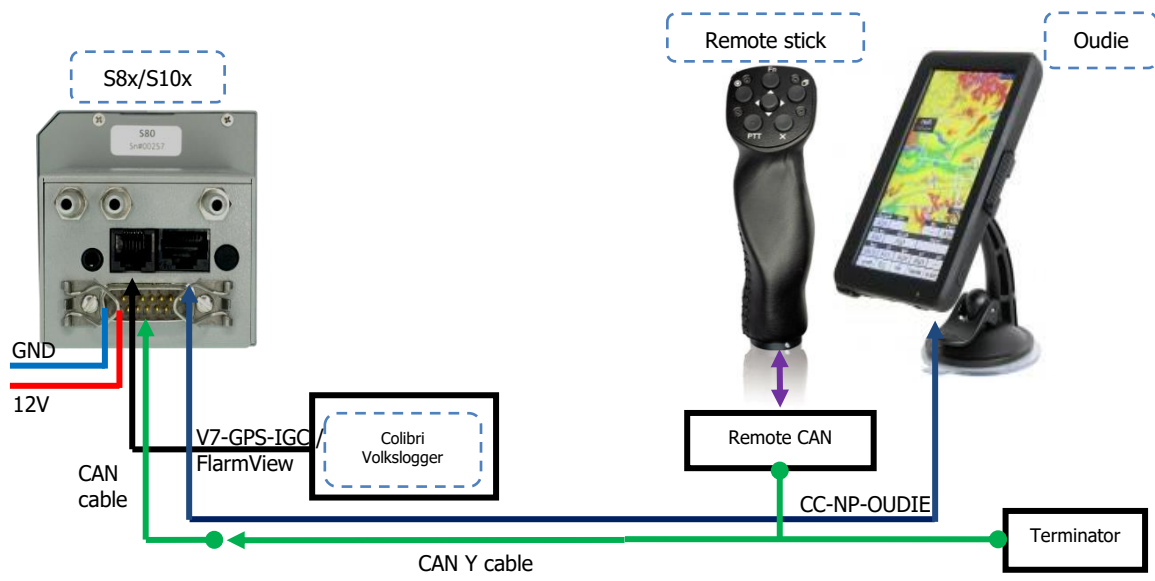 S8x/S10x
Remote stick
Oudie
S80
Sn#00257
Fn
PTT
X
GND
12V
V7-GPS-IGC /
FlarmView
Colibri
Volkslogger
Remote CAN
CAN
cable
CC-NP-OUDIE
CAN Y cable
Terminator